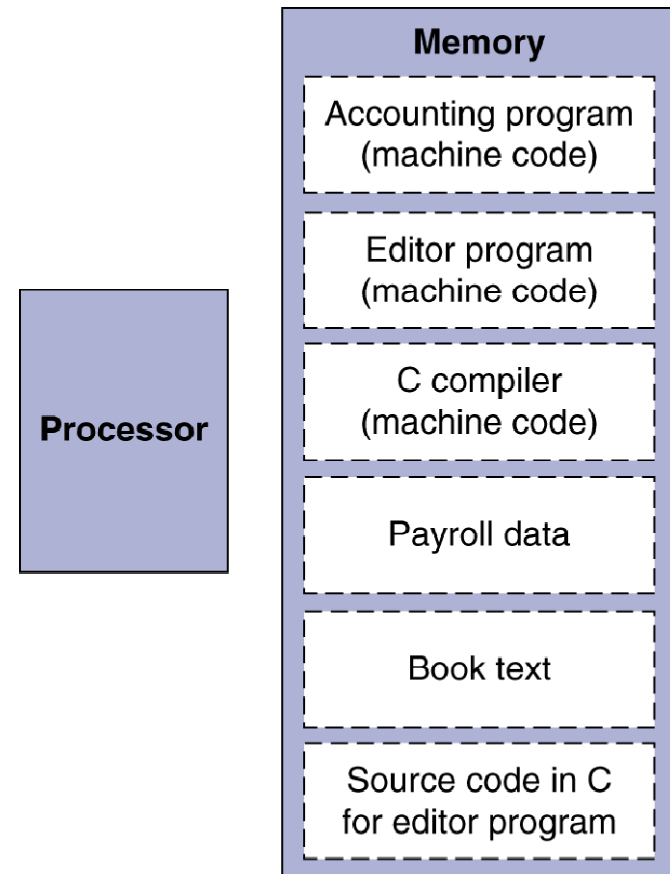 Memory
Accounting program
(machine code)
Editor program
(machine code)
C compiler
(machine code)
Processor
Payroll data
Book text
Source code in C
for editor program